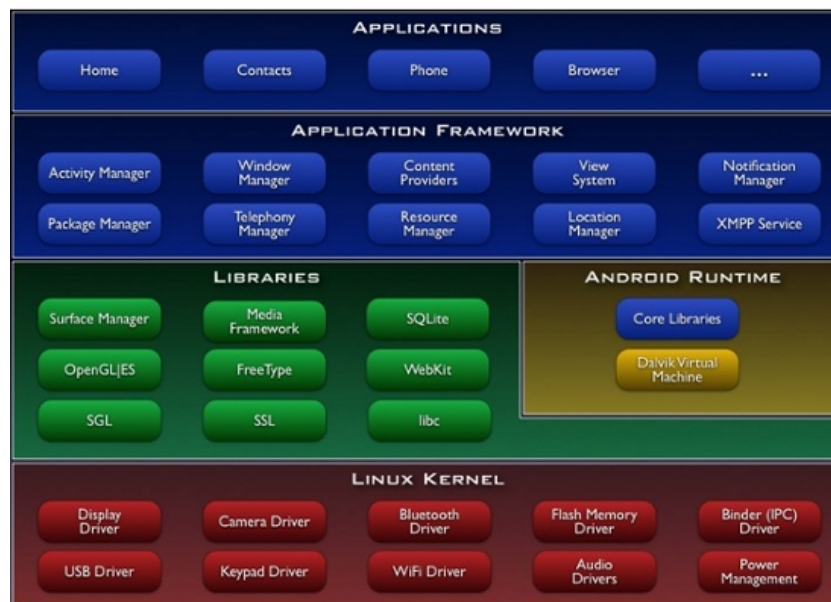 APPLICATIONS
Home
Contacts
Phone
Browser
...
APPLICATION FRAMEWORK
Activity Manager
Window
Manager
Content
Providers
View
System
Notification
Manager
Package Manager
Telephony
Manager
Resource
Manager
Location
Manager
XMPP Service
LIBRARIES
Surface Manager
Media
Framework
SQLite
OpenGL|ES
FreeType
WebKit
SGL
SSL
libc
ANDROID RUNTIME
Core Libraries
Dalvik Virtual
Machine
LINUX KERNEL
Display
Driver
Camera Driver
Bluetooth
Driver
Flash Memory
Driver
Binder (IPC)
Driver
USB Driver
Keypad Driver
WiFi Driver
Audio
Drivers
Power
Management